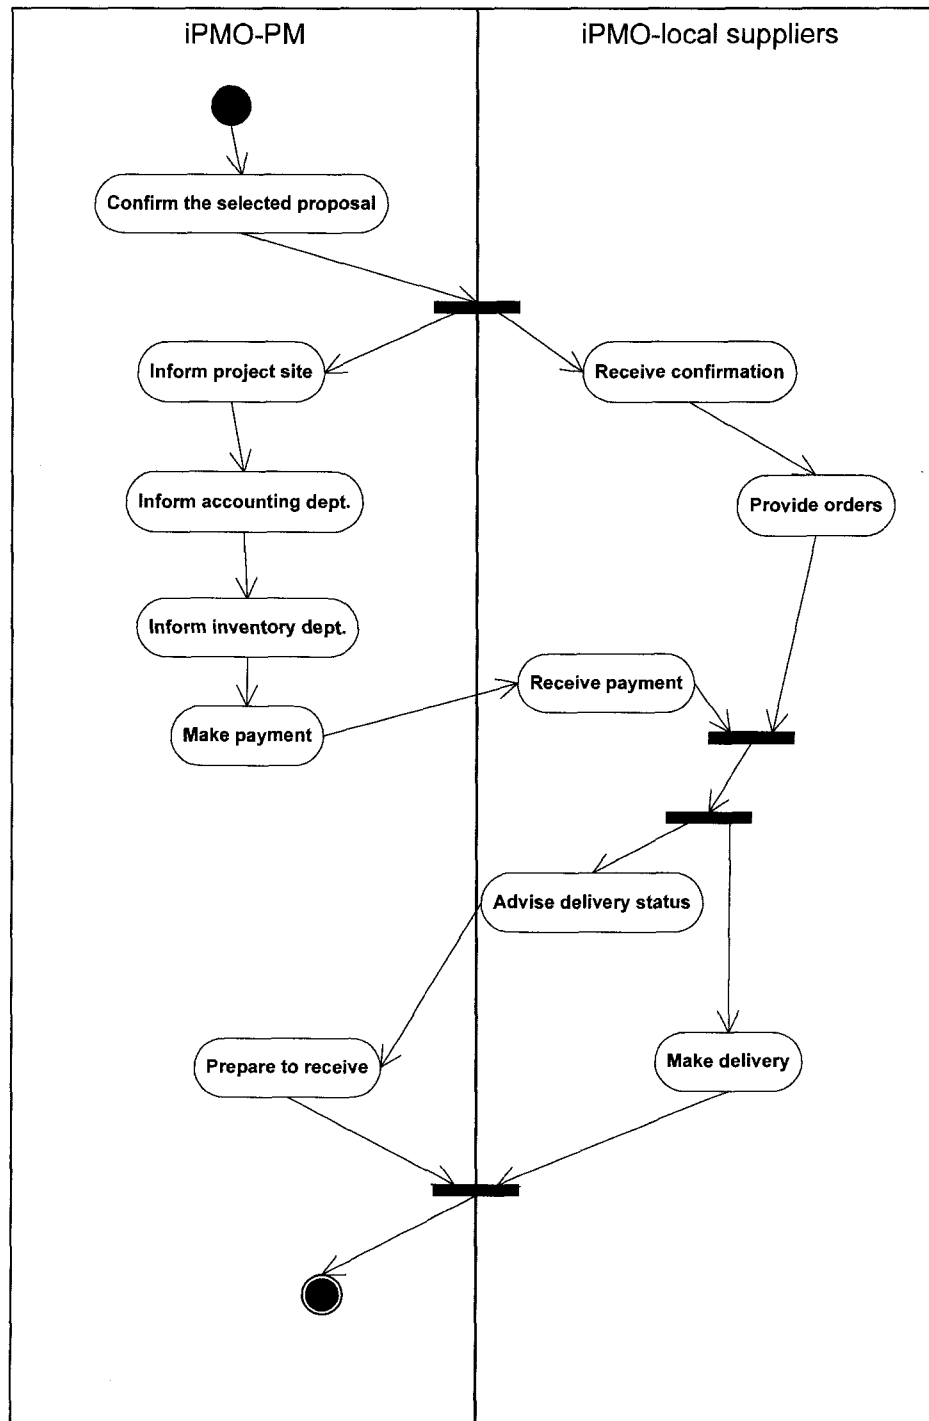 iPMO-PM
iPMO-local suppliers
Confirm the selected proposal
Inform project site
Receive confirmation
Inform accounting dept.
Provide orders
Inform inventory dept.
Receive payment
Make payment
Advise delivery status
Prepare to receive
Make delivery